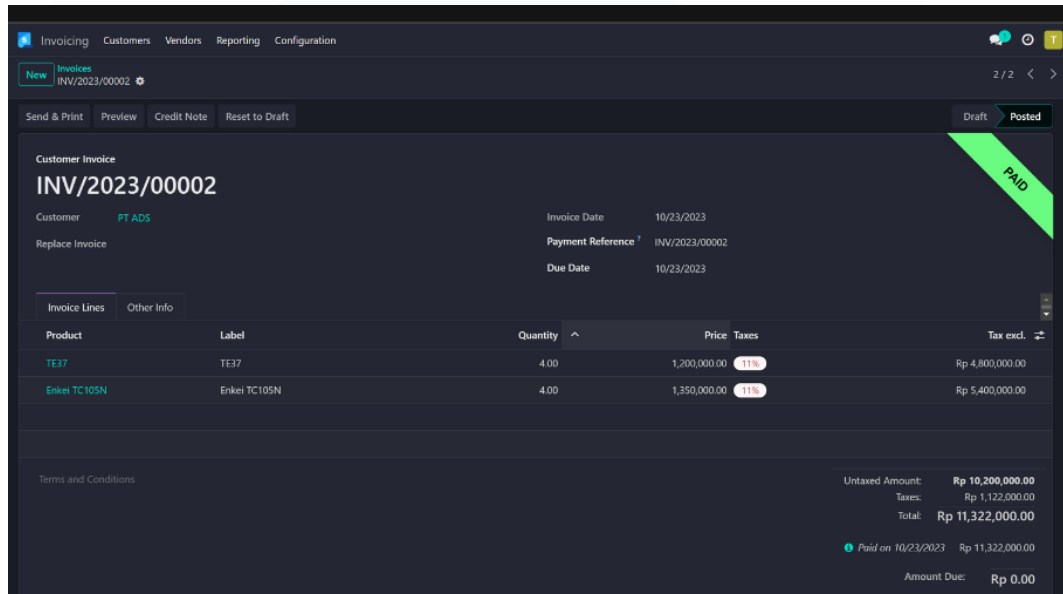 Invoicing Customers Vendors Reporting Configuration 1 T
New Invoices 2 / 2
INV/2023/00002
Send & Print Preview Credit Note Reset to Draft Draft Posted
PAID
Customer Invoice
INV/2023/00002
Customer PT ADS Invoice Date 10/23/2023
Replace Invoice Payment Reference ? INV/2023/00002
Due Date 10/23/2023
Invoice Lines Other Info
Product Label Quantity Price Taxes Tax excl.
TE37 TE37 4.00 1,200,000.00 11% Rp 4,800,000.00
Enkei TC105N Enkei TC105N 4.00 1,350,000.00 11% Rp 5,400,000.00
Terms and Conditions Untaxed Amount: Rp 10,200,000.00
Taxes: Rp 1,122,000.00
Total: Rp 11,322,000.00
Paid on 10/23/2023 Rp 11,322,000.00
Amount Due: Rp 0.00